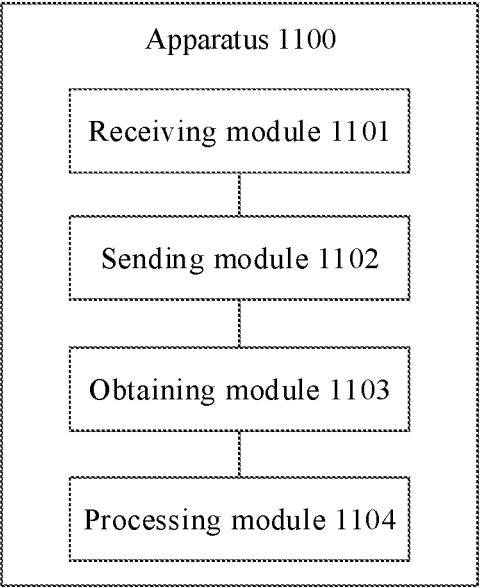 Apparatus 1100
Receiving module 1101
Sending module 1102
Obtaining module 1103
Processing module 1104